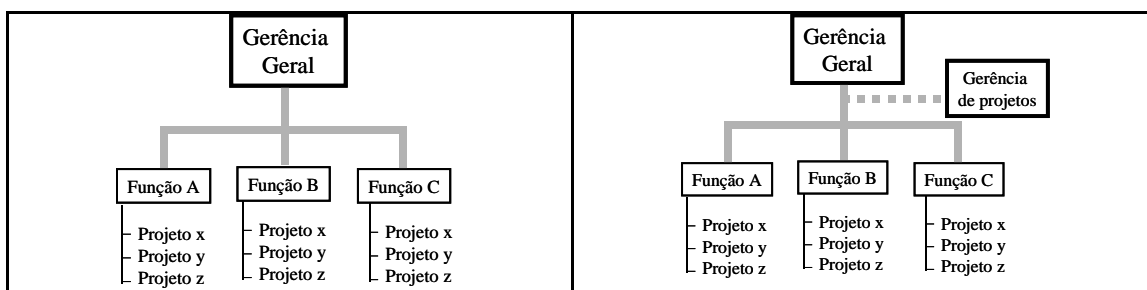 Gerência
Geral
Função A
Projeto x
Projeto y
Projeto z
Função B
Projeto x
Projeto y
Projeto z
Função C
Projeto x
Projeto y
Projeto z
Gerência
Geral
Gerência
de projetos
Função A
Projeto x
Projeto y
Projeto z
Função B
Projeto x
Projeto y
Projeto z
Função C
Projeto x
Projeto y
Projeto z